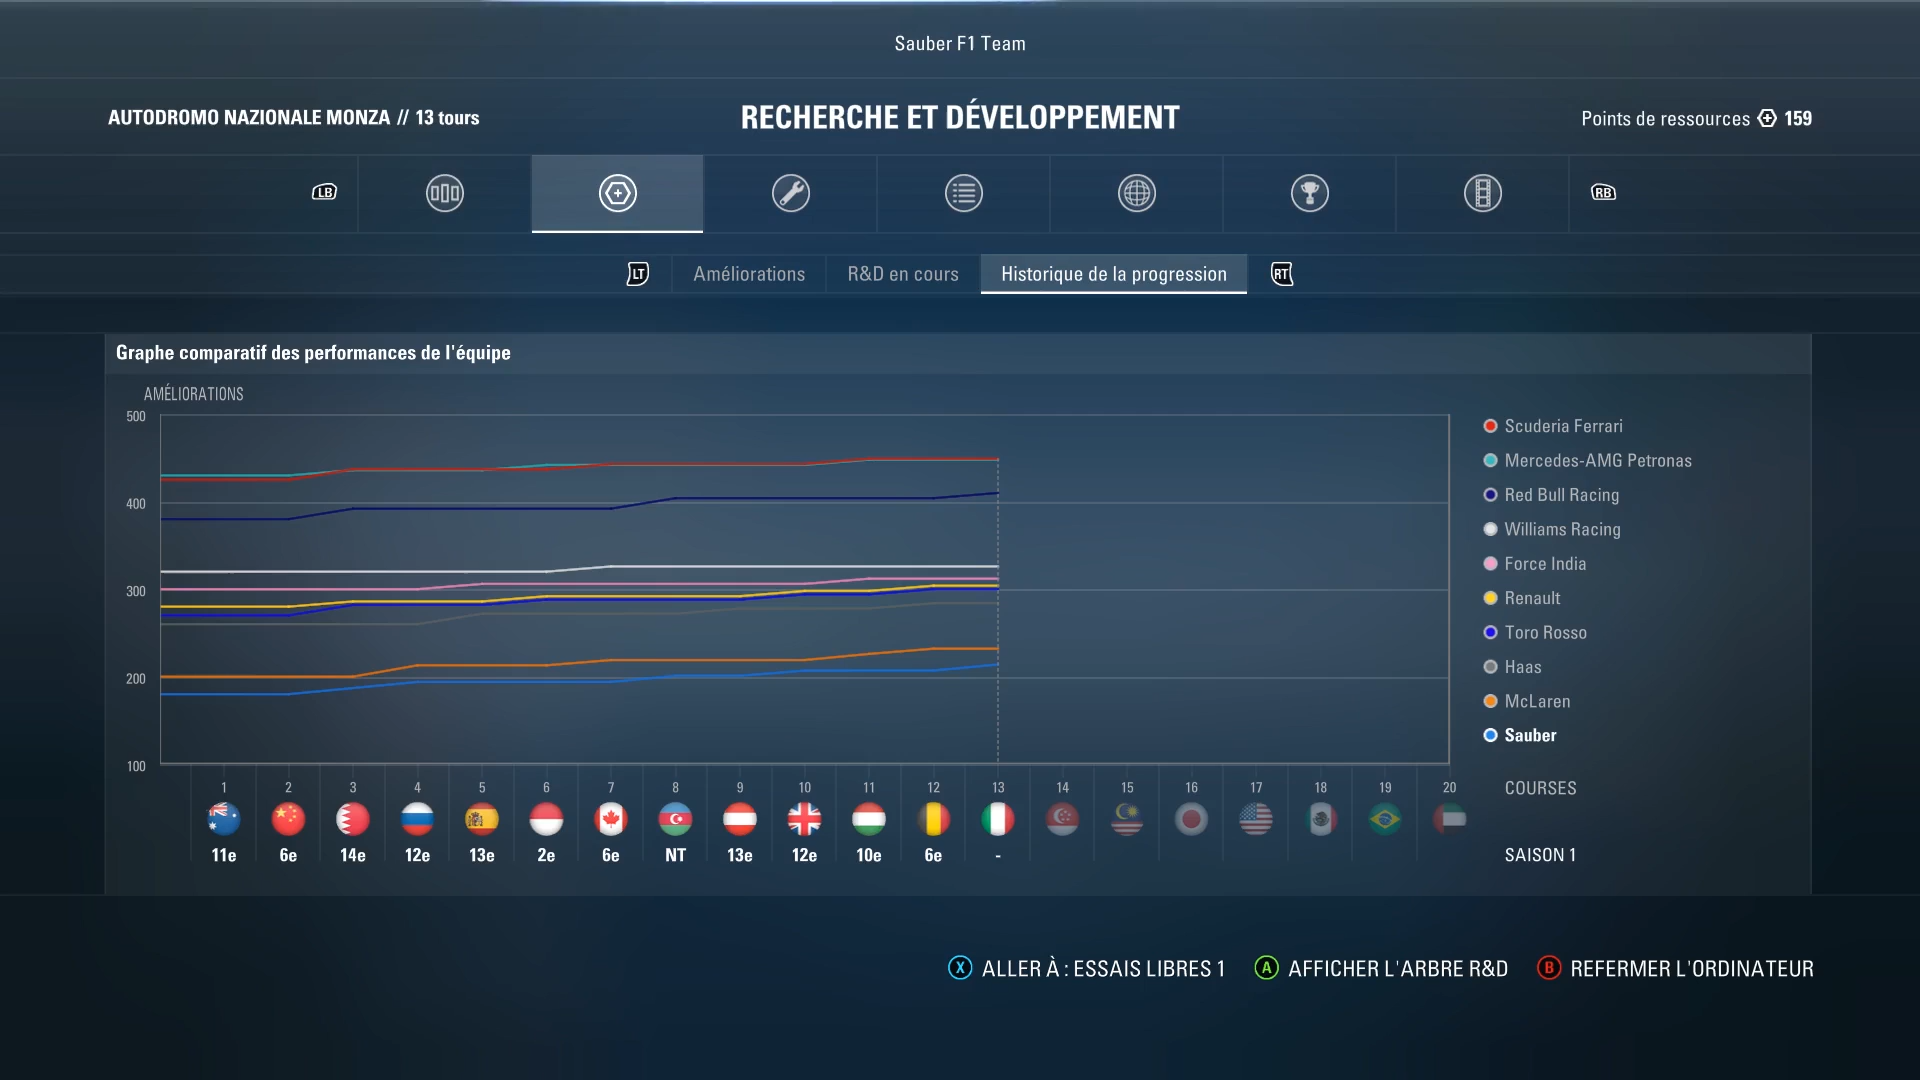 Sauber F1 Team
AUTODROMO NAZIONALE MONZA // 13 tours
RECHERCHE ET DÉVELOPPEMENT
Points de ressources 159
LB
RB
LT
Améliorations
R&D en cours
Historique de la progression
RT
Graphe comparatif des performances de l'équipe
AMÉLIORATIONS
500
400
300
200
100
Scuderia Ferrari
Mercedes-AMG Petronas
Red Bull Racing
Williams Racing
Force India
Renault
Toro Rosso
Haas
McLaren
Sauber
1 2 3 4 5 6 7 8 9 10 11 12 13 14 15 16 17 18 19 20 COURSES
11e 6e 14e 12e 13e 2e 6e NT 13e 12e 10e 6e - SAISON 1
X ALLER À : ESSAIS LIBRES 1
A AFFICHER L'ARBRE R&D
B REFERMER L'ORDINATEUR